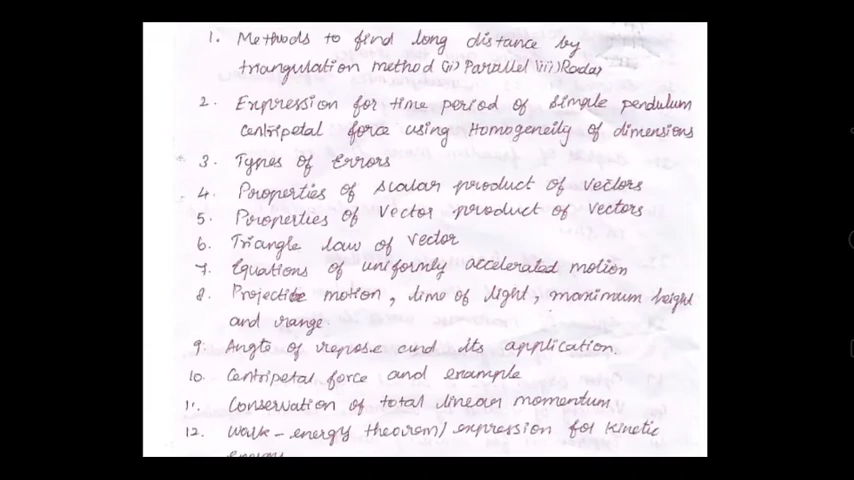 1. Methods to find long distance by
triangulation method (ii) Parallel (iii) Radar
2. Expression for time period of simple pendulum
centripetal force using Homogeneity of dimensions
3. Types of Errors
4. Properties of scalar product of vectors
5. Properties of vector product of vectors
6. Triangle law of vector
7. Equations of uniformly accelerated motion
8. Projectile motion, time of flight, maximum height
and range
9. Angle of repose and its application.
10. Centripetal force and example
11. Conservation of total linear momentum
12. Work - energy theorem / expression for kinetic
energy